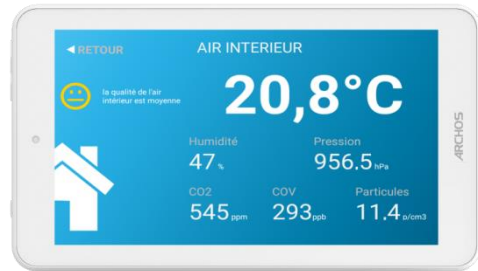 ◄ RETOUR
AIR INTERIEUR
la qualité de l'air
intérieur est moyenne
20,8°C
Humidité
47 %
Pression
956.5 hPa
CO2
545 ppm
COV
293 ppb
Particules
11.4 p/cm3
ARCHOS